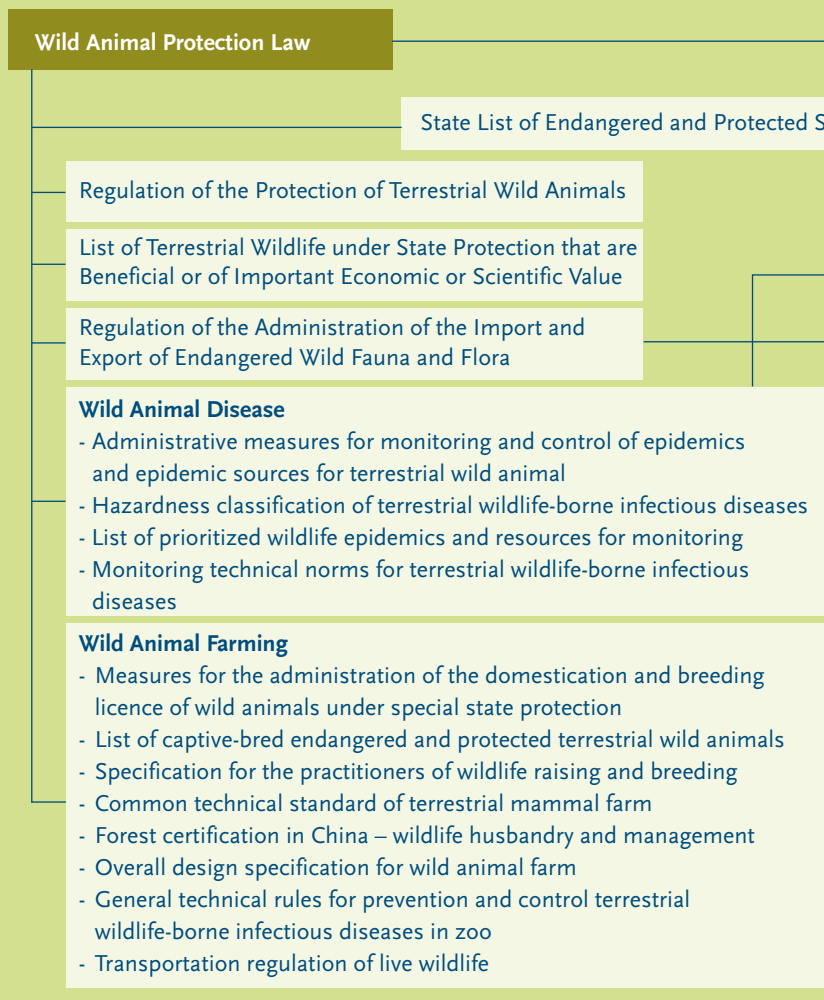 Wild Animal Protection Law
State List of Endangered and Protected S
Regulation of the Protection of Terrestrial Wild Animals
List of Terrestrial Wildlife under State Protection that are
Beneficial or of Important Economic or Scientific Value
Regulation of the Administration of the Import and
Export of Endangered Wild Fauna and Flora
Wild Animal Disease
- Administrative measures for monitoring and control of epidemics
and epidemic sources for terrestrial wild animal
- Hazardness classification of terrestrial wildlife-borne infectious diseases
- List of prioritized wildlife epidemics and resources for monitoring
- Monitoring technical norms for terrestrial wildlife-borne infectious
diseases
Wild Animal Farming
- Measures for the administration of the domestication and breeding
licence of wild animals under special state protection
- List of captive-bred endangered and protected terrestrial wild animals
- Specification for the practitioners of wildlife raising and breeding
- Common technical standard of terrestrial mammal farm
- Forest certification in China – wildlife husbandry and management
- Overall design specification for wild animal farm
- General technical rules for prevention and control terrestrial
wildlife-borne infectious diseases in zoo
- Transportation regulation of live wildlife